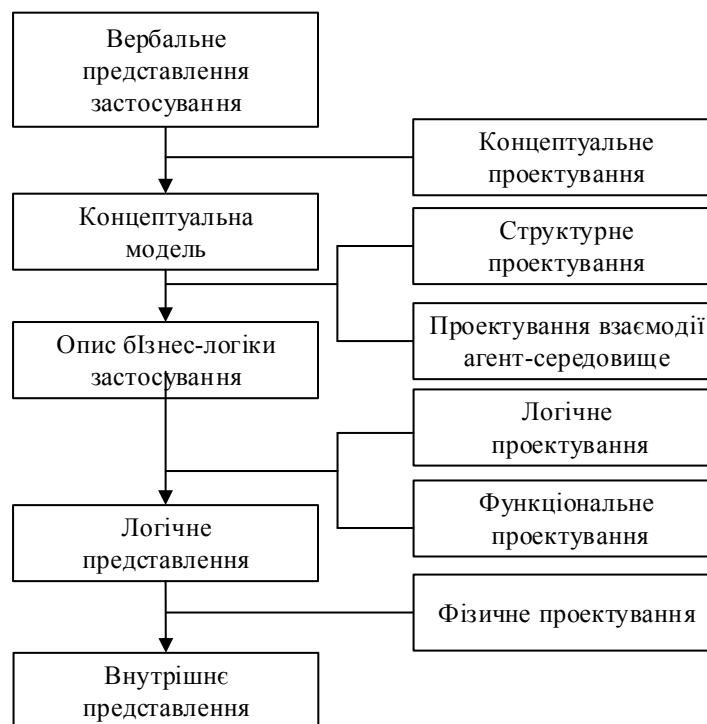 Вербальне
представлення
застосування
Концептуальне
проектування
Концептуальна
модель
Структурне
проектування
Опис бІзнес-логіки
застосування
Проектування взаємодії
агент-середовище
Логічне
проектування
Функціональне
проектування
Логічне
представлення
Фізичне проектування
Внутрішнє
представлення